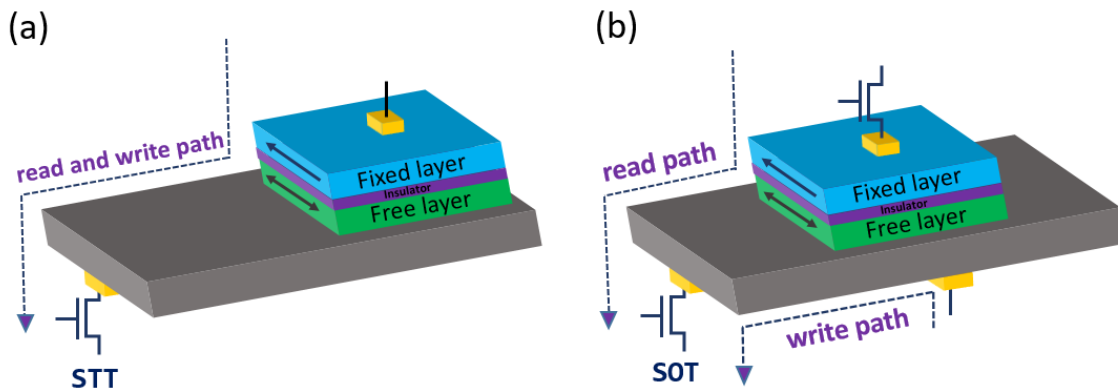 (a)
read and write path
Fixed layer
Insulator
Free layer
STT
(b)
read path
Fixed layer
Insulator
Free layer
write path
SOT